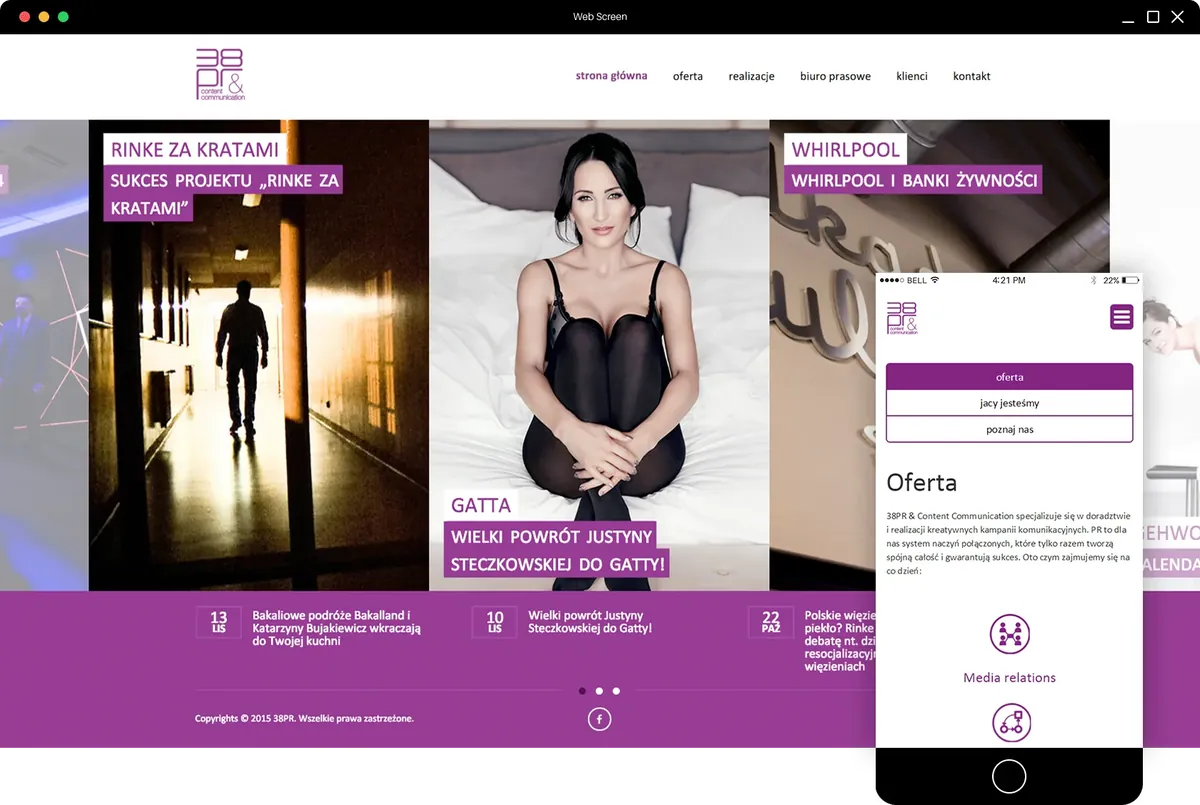 Web Screen
38
pr &
content
communication
strona główna oferta realizacje biuro prasowe klienci kontakt
4
RINKE ZA KRATAMI
SUKCES PROJEKTU „RINKE ZA
KRATAMI”
GATTA
WIELKI POWRÓT JUSTYNY
STECZKOWSKIEJ DO GATTY!
WHIRLPOOL
WHIRLPOOL I BANKI ŻYWNOŚCI
GEHWO
ALENDA
13
LIS
Bakaliowe podróże Bakalland i
Katarzyny Bujakiewicz wkraczają
do Twojej kuchni
10
LIS
Wielki powrót Justyny
Steczkowskiej do Gatty!
22
PAŹ
Polskie więzie
piekło? Rinke
debatę nt. dzi
resocjalizacyjn
więzieniach
Copyrights © 2015 38PR. Wszelkie prawa zastrzeżone.
f
BELL 4:21 PM 22%
38
pr &
content
communication
oferta
jacy jesteśmy
poznaj nas
Oferta
38PR & Content Communication specjalizuje się w doradztwie
i realizacji kreatywnych kampanii komunikacyjnych. PR to dla
nas system naczyń połączonych, które tylko razem tworzą
spójną całość i gwarantują sukces. Oto czym zajmujemy się na
co dzień:
Media relations